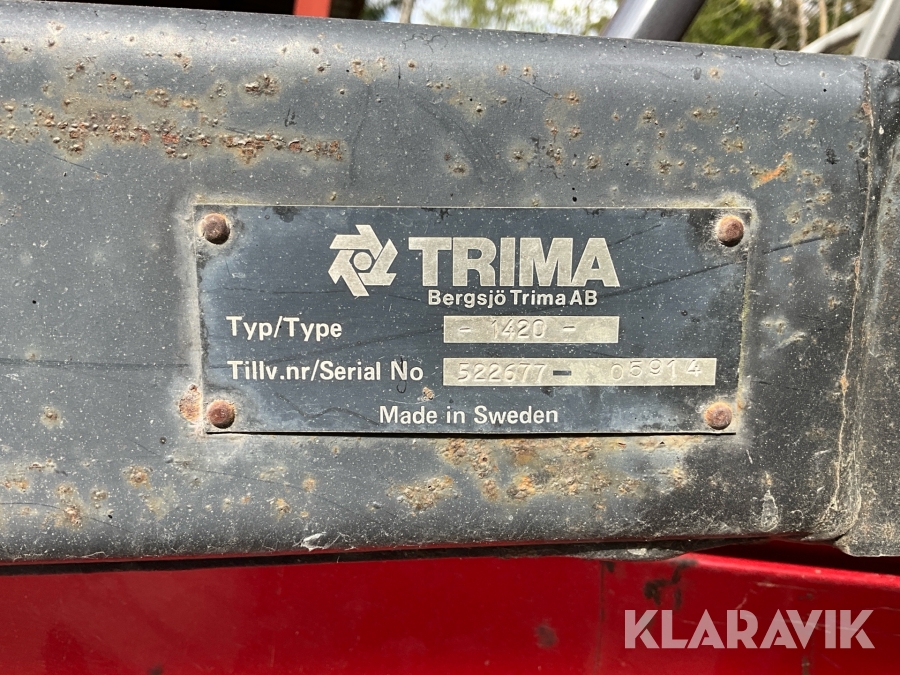 TRIMA
Bergsjö Trima AB
Typ/Type - 1420 -
Tillv.nr/Serial No 522677- 05914
Made in Sweden
KLARAVIK